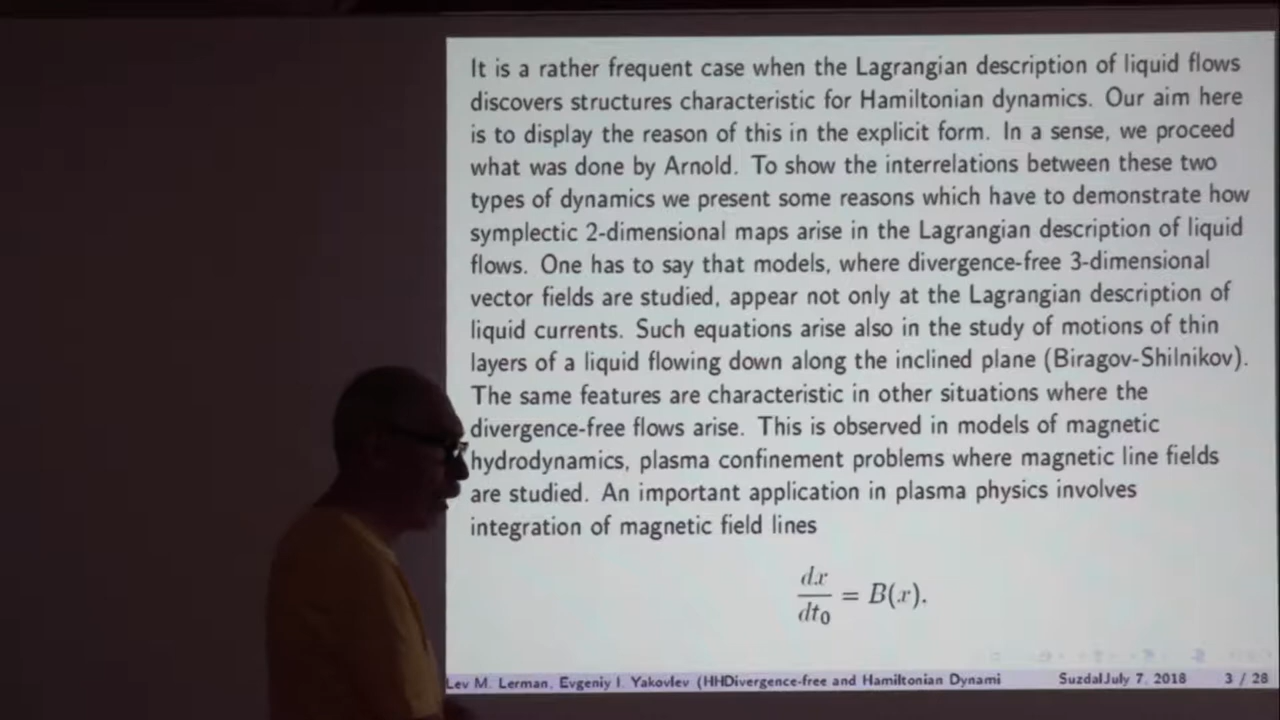 It is a rather frequent case when the Lagrangian description of liquid flows
discovers structures characteristic for Hamiltonian dynamics. Our aim here
is to display the reason of this in the explicit form. In a sense, we proceed
what was done by Arnold. To show the interrelations between these two
types of dynamics we present some reasons which have to demonstrate how
symplectic 2-dimensional maps arise in the Lagrangian description of liquid
flows. One has to say that models, where divergence-free 3-dimensional
vector fields are studied, appear not only at the Lagrangian description of
liquid currents. Such equations arise also in the study of motions of thin
layers of a liquid flowing down along the inclined plane (Biragov-Shilnikov).
The same features are characteristic in other situations where the
divergence-free flows arise. This is observed in models of magnetic
hydrodynamics, plasma confinement problems where magnetic line fields
are studied. An important application in plasma physics involves
integration of magnetic field lines
dx/dt₀ = B(x).
Lev M. Lerman, Evgeniy I. Yakovlev (HHDivergence-free and Hamiltonian Dynami SuzdalJuly 7, 2018 3 / 28